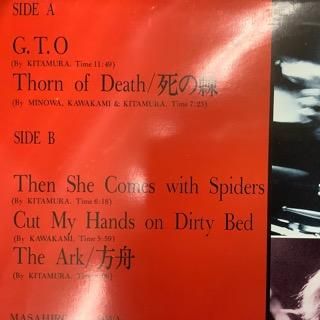 SIDE A
G.T.O
(By KITAMURA. Time 11:49)
Thorn of Death/死の棘
(By MINOWA, KAWAKAMI & KITAMURA. Time 7:23)
SIDE B
Then She Comes with Spiders
(By KITAMURA. Time 6:18)
Cut My Hands on Dirty Bed
(By KAWAKAMI. Time 5:59)
The Ark/方舟
(By KITAMURA. Time
MASAHIRO